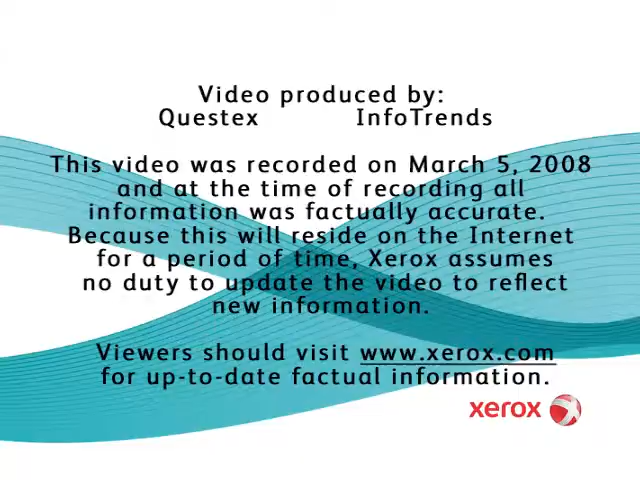 Video produced by:
Questex InfoTrends
This video was recorded on March 5, 2008
and at the time of recording all
information was factually accurate.
Because this will reside on the Internet
for a period of time, Xerox assumes
no duty to update the video to reflect
new information.
Viewers should visit www.xerox.com
for up-to-date factual information.
xerox